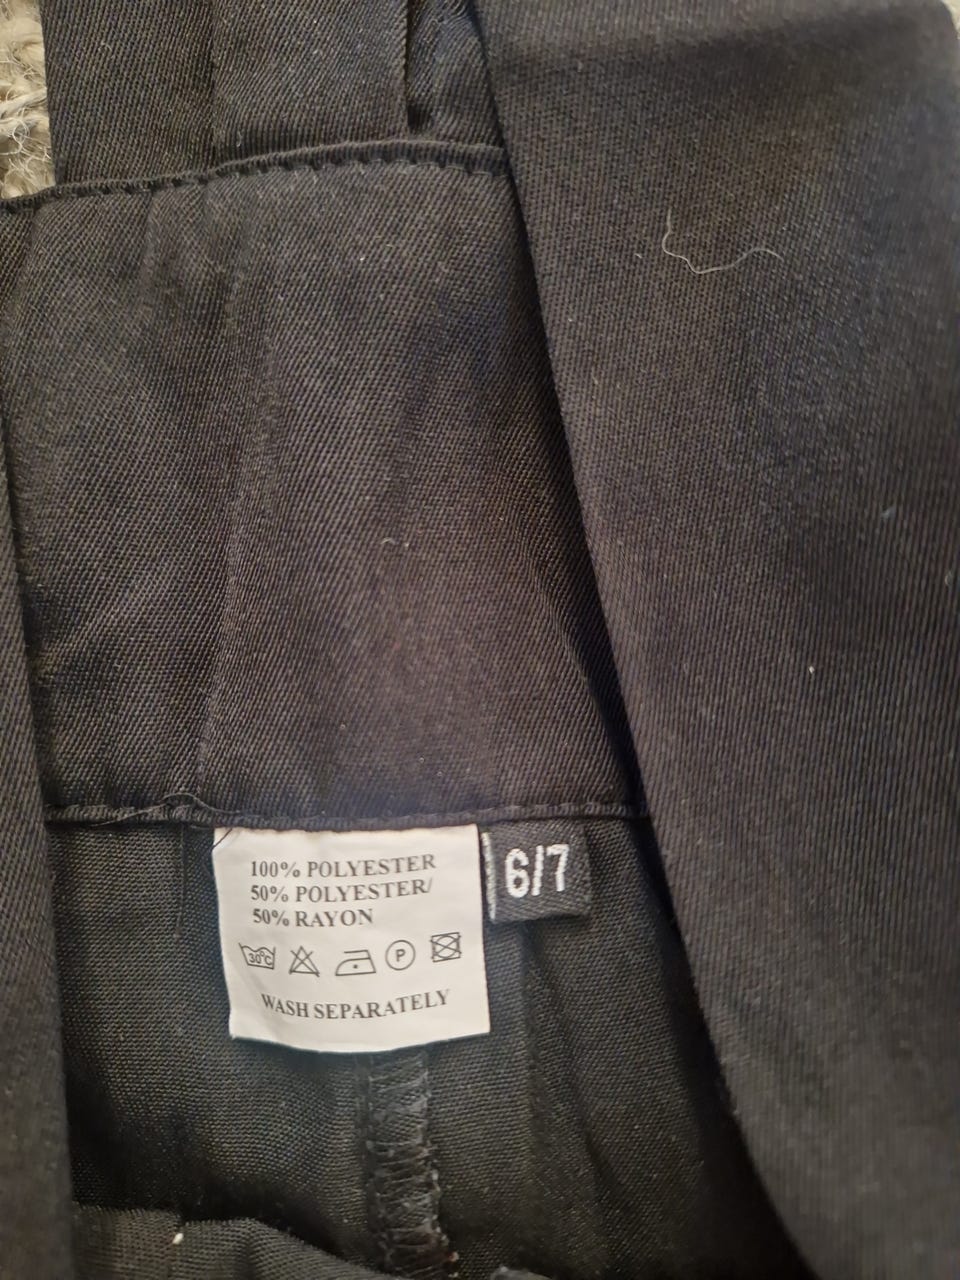 100% POLYESTER
50% POLYESTER/
50% RAYON
30°C
P
WASH SEPARATELY
6/7